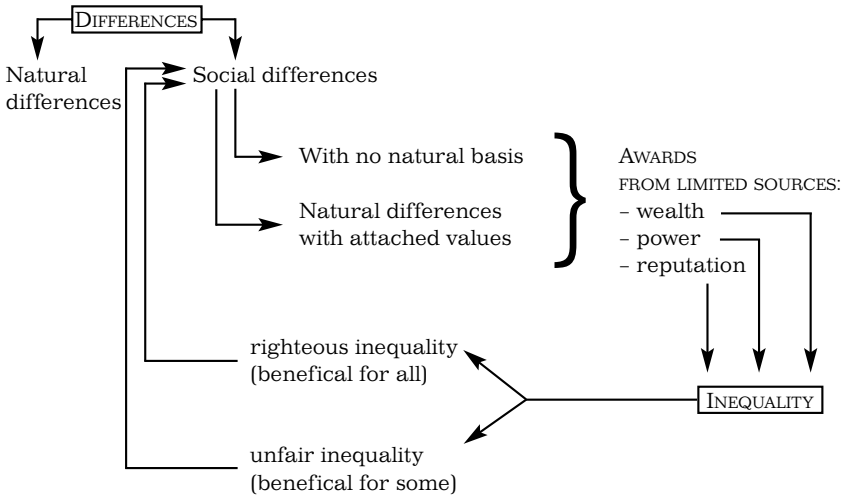 DIFFERENCES
Natural
differences
Social differences
With no natural basis
Natural differences
with attached values
AWARDS
FROM LIMITED SOURCES:
– wealth
– power
– reputation
righteous inequality
(benefical for all)
INEQUALITY
unfair inequality
(benefical for some)